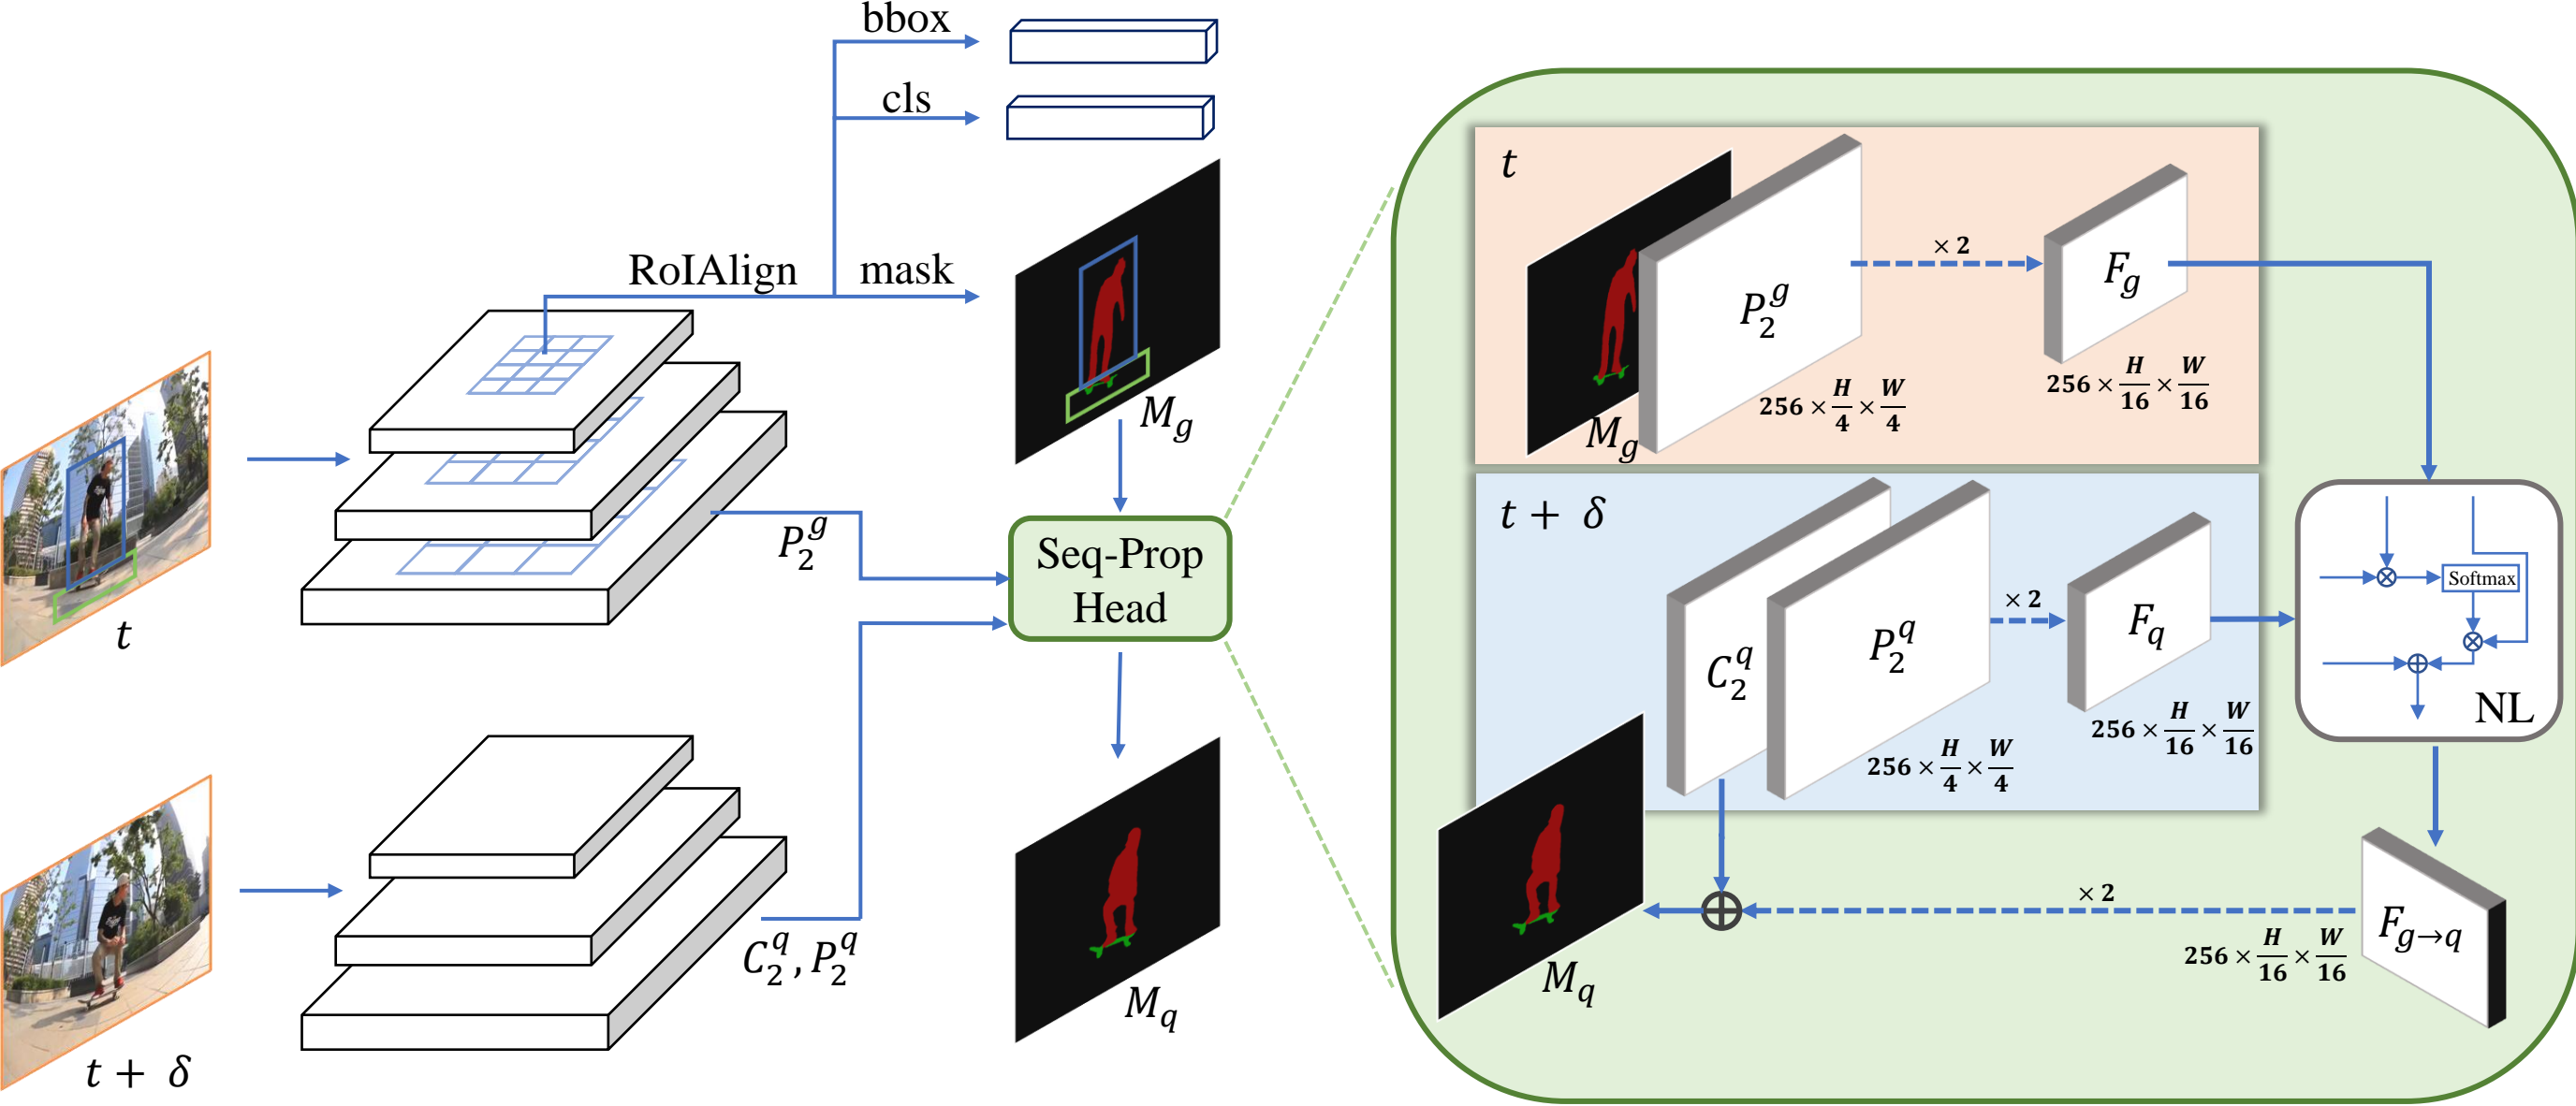 bbox
cls
RoIAlign
mask
M_g
t
P_2^g
Seq-Prop
Head
C_2^q, P_2^q
M_q
t + δ
t
M_g
P_2^g
256 × H/4 × W/4
× 2
F_g
256 × H/16 × W/16
t + δ
C_2^q
P_2^q
256 × H/4 × W/4
× 2
F_q
256 × H/16 × W/16
Softmax
NL
× 2
F_{g→q}
256 × H/16 × W/16
M_q